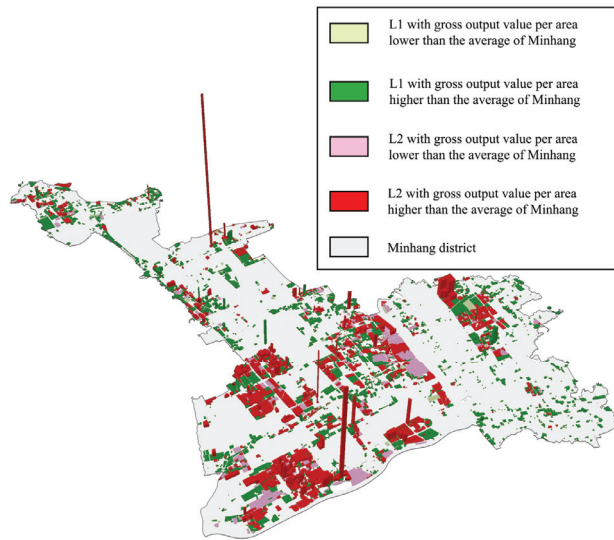 L1 with gross output value per area
lower than the average of Minhang
L1 with gross output value per area
higher than the average of Minhang
L2 with gross output value per area
lower than the average of Minhang
L2 with gross output value per area
higher than the average of Minhang
Minhang district